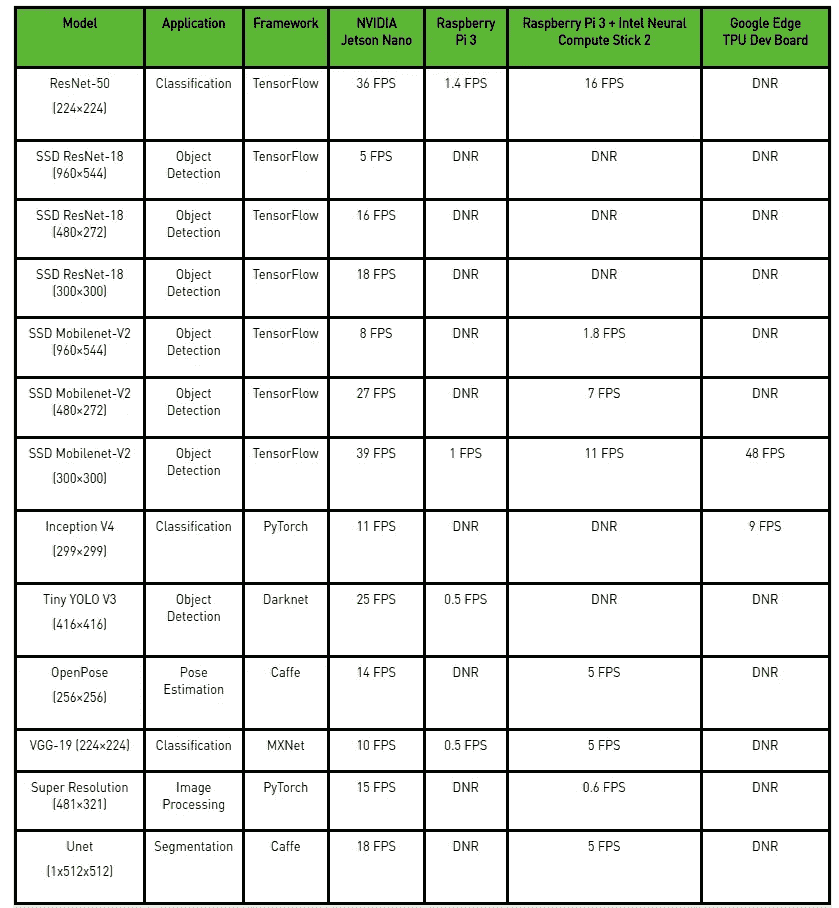 Model Application Framework NVIDIA Jetson Nano Raspberry Pi 3 Raspberry Pi 3 + Intel Neural Compute Stick 2 Google Edge TPU Dev Board
ResNet-50 (224×224) Classification TensorFlow 36 FPS 1.4 FPS 16 FPS DNR
SSD ResNet-18 (960×544) Object Detection TensorFlow 5 FPS DNR DNR DNR
SSD ResNet-18 (480×272) Object Detection TensorFlow 16 FPS DNR DNR DNR
SSD ResNet-18 (300×300) Object Detection TensorFlow 18 FPS DNR DNR DNR
SSD Mobilenet-V2 (960×544) Object Detection TensorFlow 8 FPS DNR 1.8 FPS DNR
SSD Mobilenet-V2 (480×272) Object Detection TensorFlow 27 FPS DNR 7 FPS DNR
SSD Mobilenet-V2 (300×300) Object Detection TensorFlow 39 FPS 1 FPS 11 FPS 48 FPS
Inception V4 (299×299) Classification PyTorch 11 FPS DNR DNR 9 FPS
Tiny YOLO V3 (416×416) Object Detection Darknet 25 FPS 0.5 FPS DNR DNR
OpenPose (256×256) Pose Estimation Caffe 14 FPS DNR 5 FPS DNR
VGG-19 (224×224) Classification MXNet 10 FPS 0.5 FPS 5 FPS DNR
Super Resolution (481×321) Image Processing PyTorch 15 FPS DNR 0.6 FPS DNR
Unet (1x512x512) Segmentation Caffe 18 FPS DNR 5 FPS DNR